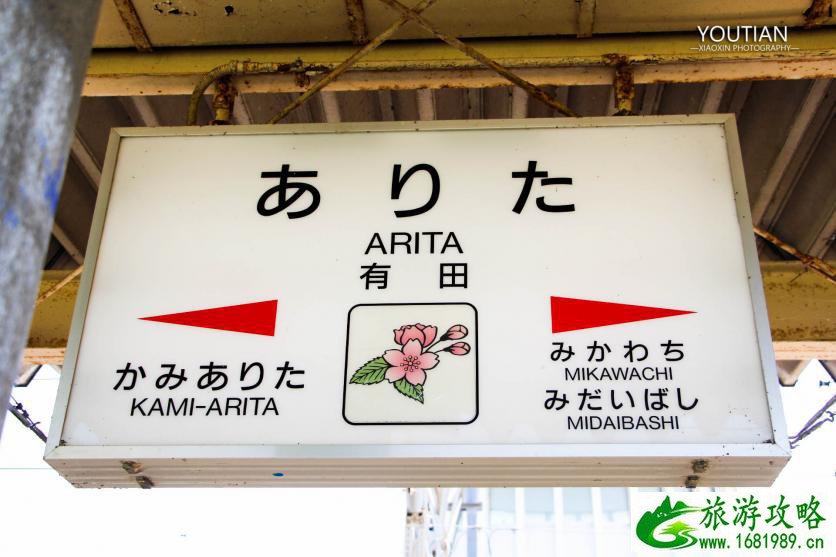 YOUTIAN
XIAOXIN PHOTOGRAPHY
ありた
ARITA
有田
かみありた
KAMI-ARITA
みかわち
MIKAWACHI
みだいばし
MIDAIBASHI
旅游攻略
www.1681989.cn